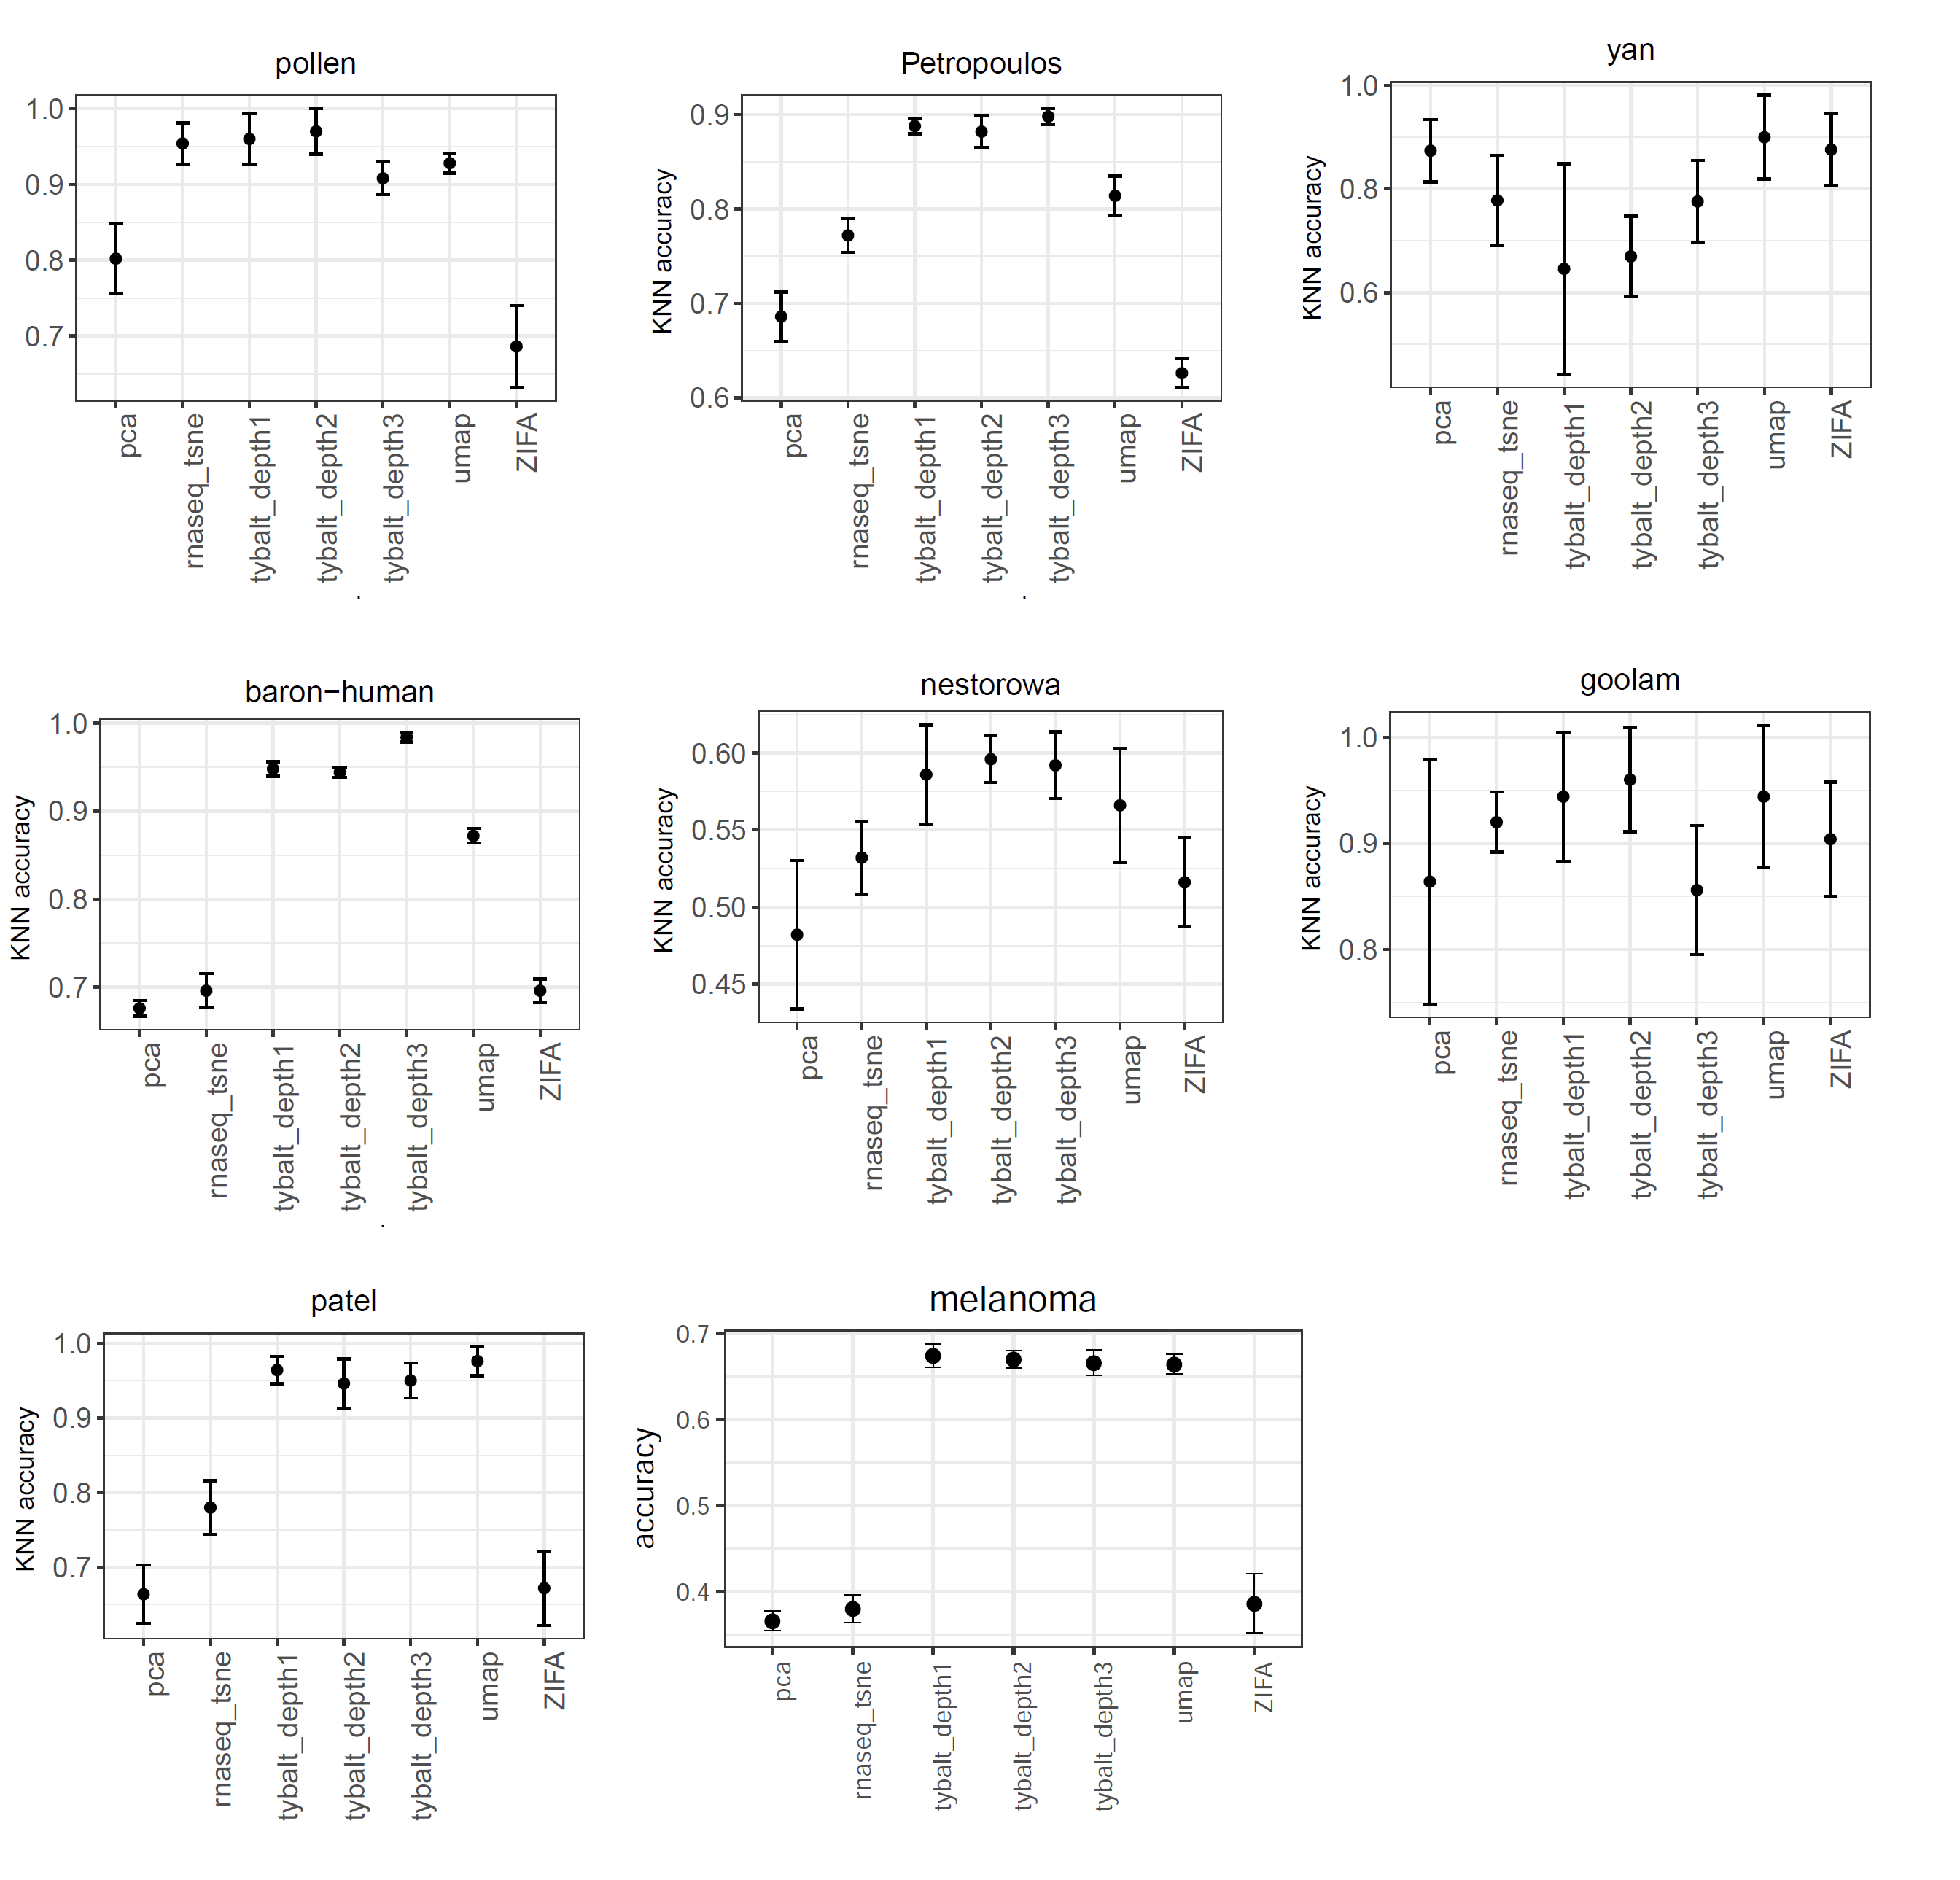 pollen
1.0
0.9
0.8
0.7
pca
rnaseq_tsne
tybalt_depth1
tybalt_depth2
tybalt_depth3
umap
ZIFA
Petropoulos
KNN accuracy
0.9
0.8
0.7
0.6
pca
rnaseq_tsne
tybalt_depth1
tybalt_depth2
tybalt_depth3
umap
ZIFA
yan
KNN accuracy
1.0
0.8
0.6
pca
rnaseq_tsne
tybalt_depth1
tybalt_depth2
tybalt_depth3
umap
ZIFA
baron−human
KNN accuracy
1.0
0.9
0.8
0.7
pca
rnaseq_tsne
tybalt_depth1
tybalt_depth2
tybalt_depth3
umap
ZIFA
nestorowa
KNN accuracy
0.60
0.55
0.50
0.45
pca
rnaseq_tsne
tybalt_depth1
tybalt_depth2
tybalt_depth3
umap
ZIFA
goolam
KNN accuracy
1.0
0.9
0.8
pca
rnaseq_tsne
tybalt_depth1
tybalt_depth2
tybalt_depth3
umap
ZIFA
patel
KNN accuracy
1.0
0.9
0.8
0.7
pca
rnaseq_tsne
tybalt_depth1
tybalt_depth2
tybalt_depth3
umap
ZIFA
melanoma
accuracy
0.7
0.6
0.5
0.4
pca
rnaseq_tsne
tybalt_depth1
tybalt_depth2
tybalt_depth3
umap
ZIFA